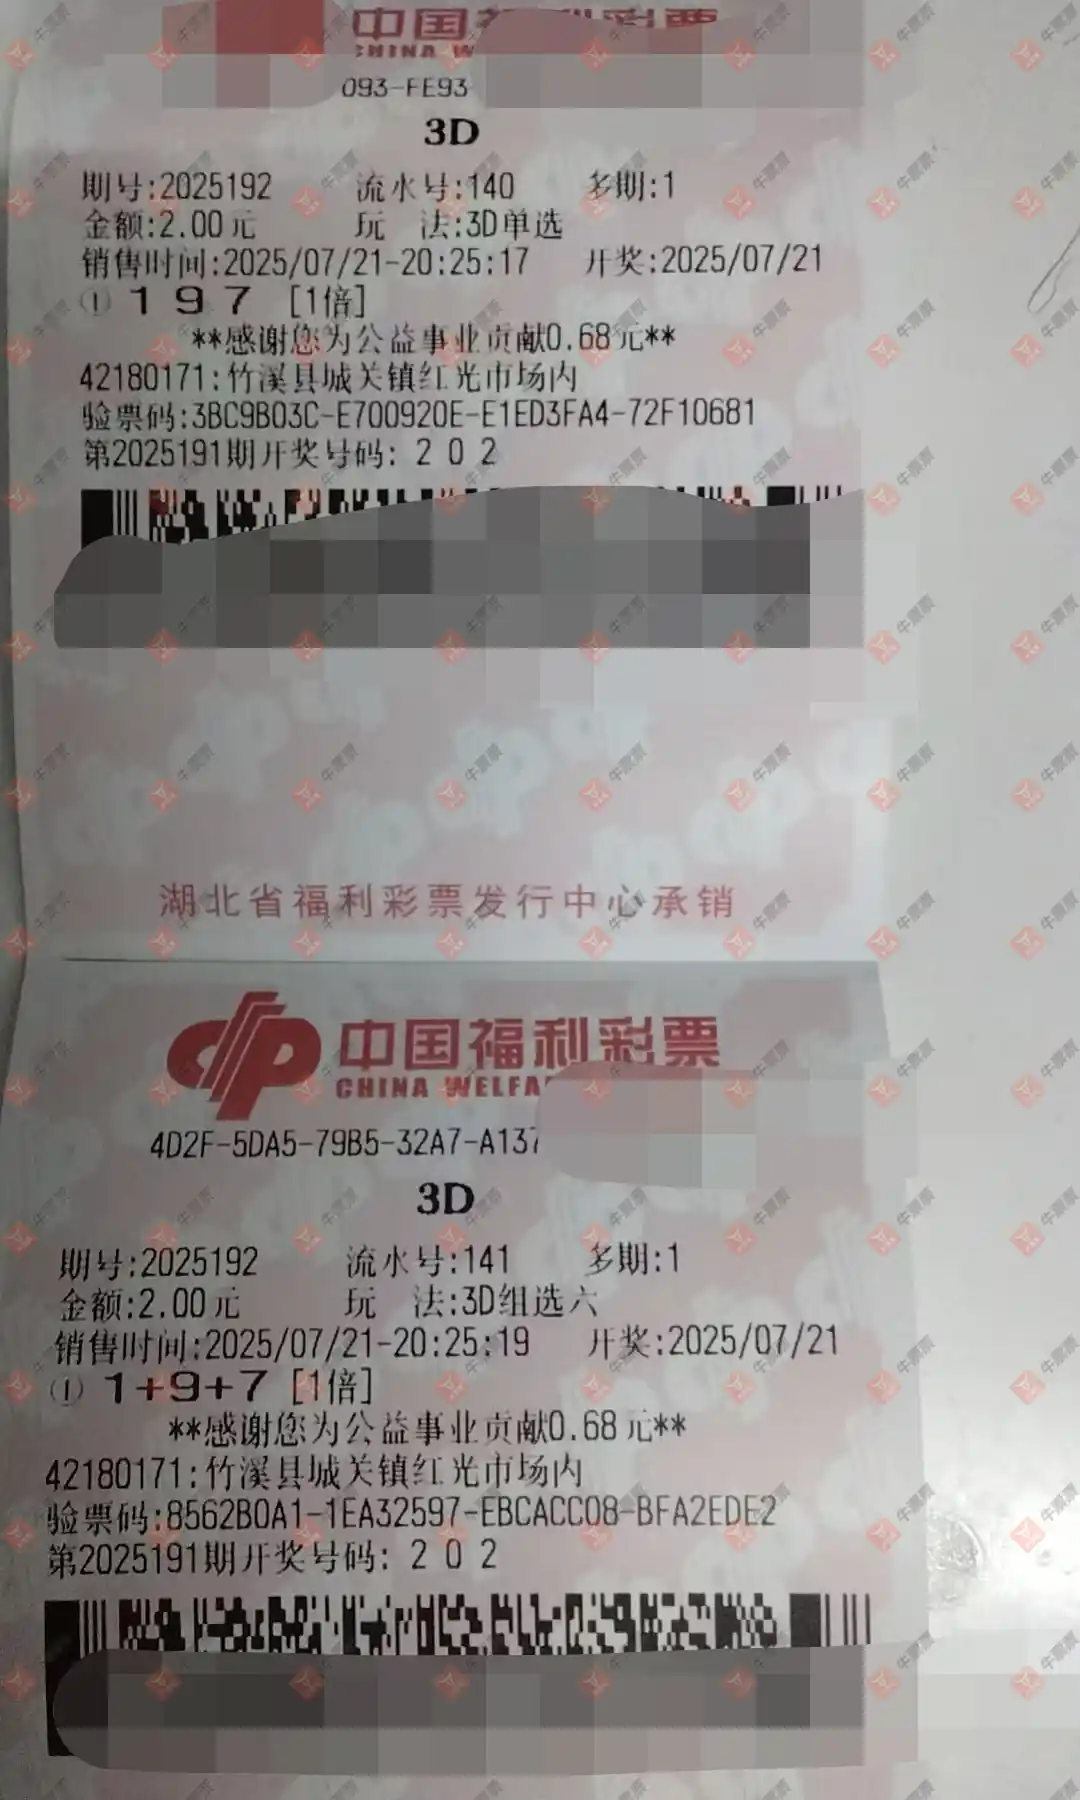 中国福利彩票
CHINA W
093-FE93
3D
期号:2025192 流水号:140 多期:1
金额:2.00元 玩 法:3D单选
销售时间:2025/07/21-20:25:17 开奖:2025/07/21
① 1 9 7 [1倍]
**感谢您为公益事业贡献0.68元**
42180171:竹溪县城关镇红光市场内
验票码:3BC9B03C-E700920E-E1ED3FA4-72F10681
第2025191期开奖号码: 2 0 2
湖北省福利彩票发行中心承销
中国福利彩票
CHINA WELFA
4D2F-5DA5-79B5-32A7-A137
3D
期号:2025192 流水号:141 多期:1
金额:2.00元 玩 法:3D组选六
销售时间:2025/07/21-20:25:19 开奖:2025/07/21
① 1+9+7 [1倍]
**感谢您为公益事业贡献0.68元**
42180171:竹溪县城关镇红光市场内
验票码:8562B0A1-1EA32597-EBCACC08-BFA2EDE2
第2025191期开奖号码: 2 0 2
牛票票